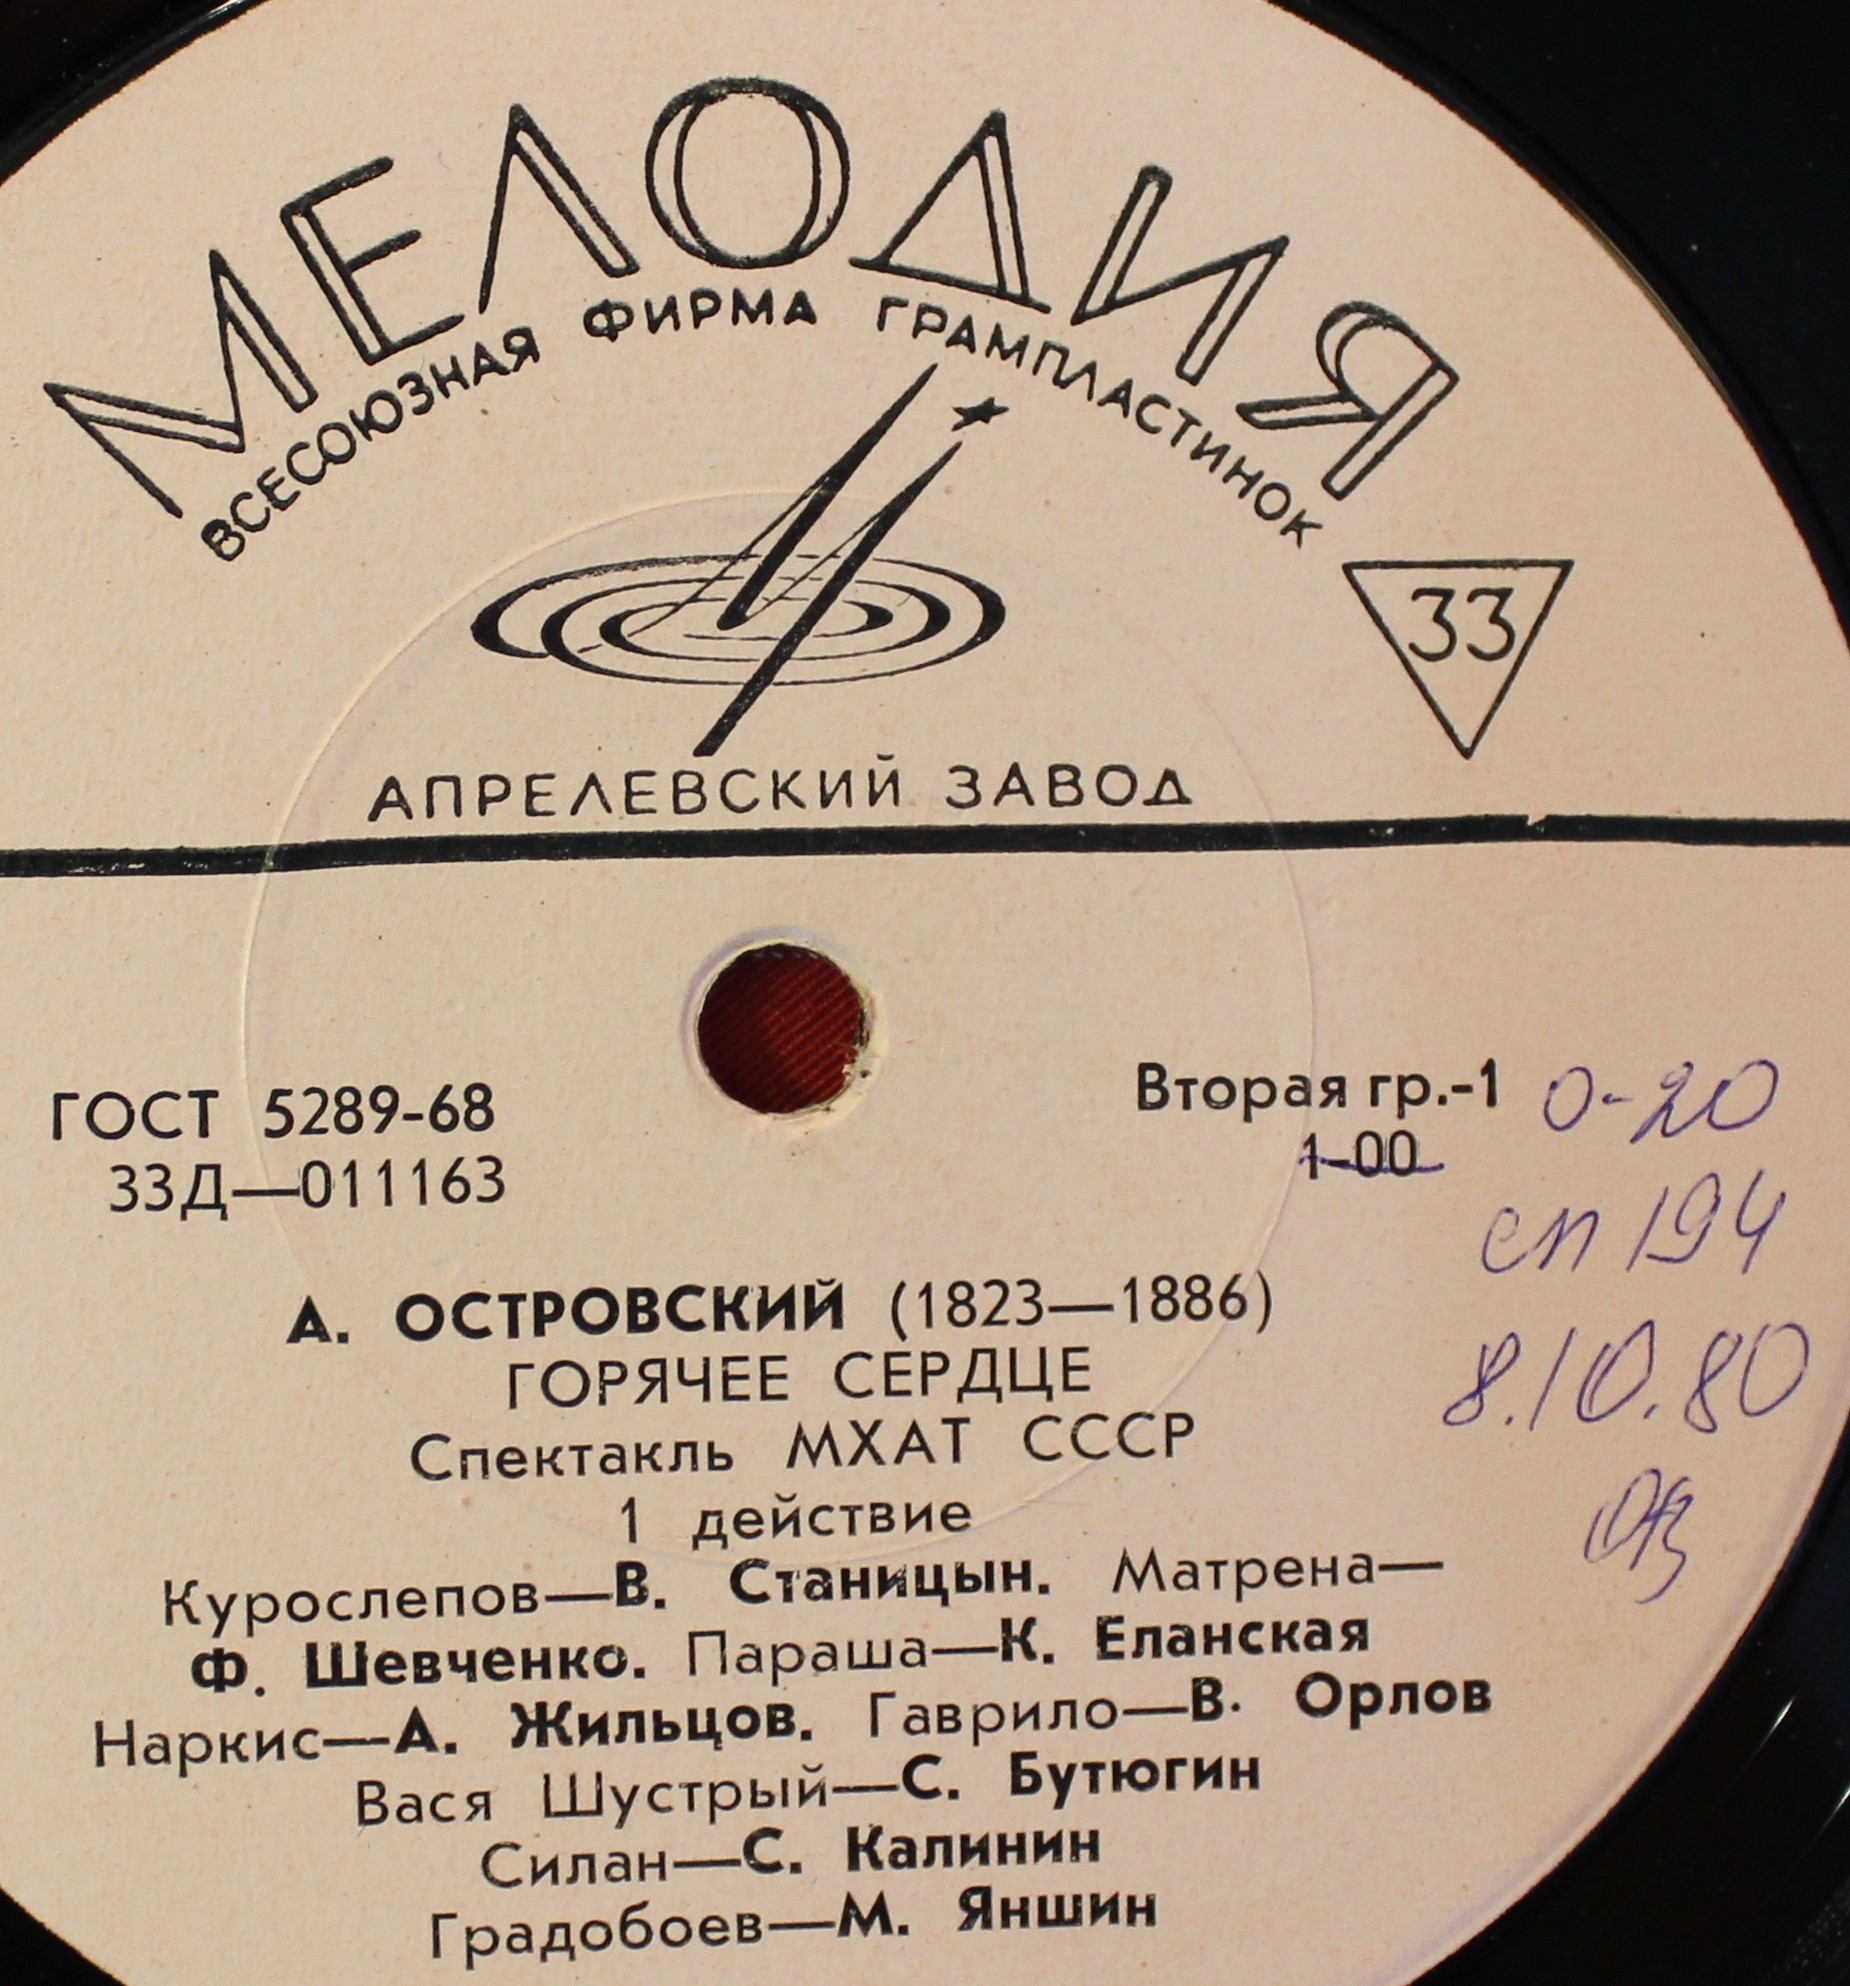 МЕЛОДИЯ
ВСЕСОЮЗНАЯ ФИРМА ГРАМПЛАСТИНОК
33
АПРЕЛЕВСКИЙ ЗАВОД
ГОСТ 5289-68
33Д—011163
Вторая гр.-1
1-00
0-20
сп 194
8.10.80
А. ОСТРОВСКИЙ (1823—1886)
ГОРЯЧЕЕ СЕРДЦЕ
Спектакль МХАТ СССР
1 действие
Курослепов—В. Станицын. Матрена—
Ф. Шевченко. Параша—К. Еланская
Наркис—А. Жильцов. Гаврило—В. Орлов
Вася Шустрый—С. Бутюгин
Силан—С. Калинин
Градобоев—М. Яншин